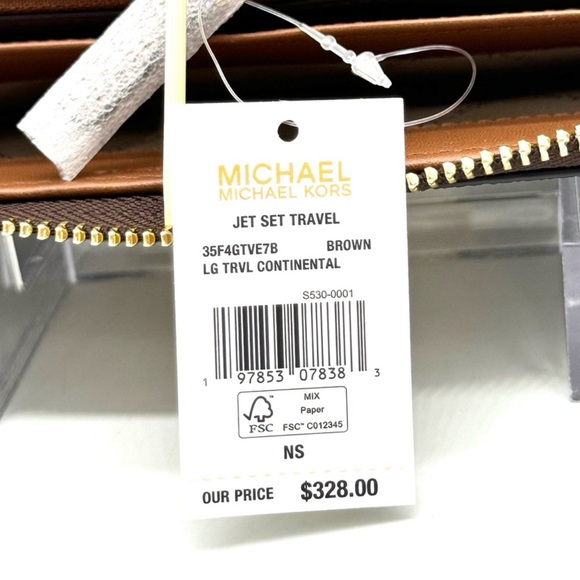 MICHAEL
MICHAEL KORS
JET SET TRAVEL
35F4GTVE7B BROWN
LG TRVL CONTINENTAL
S530-0001
1 97853 07838 3
FSC™ MIX
Paper
FSC™ C012345
NS
OUR PRICE $328.00